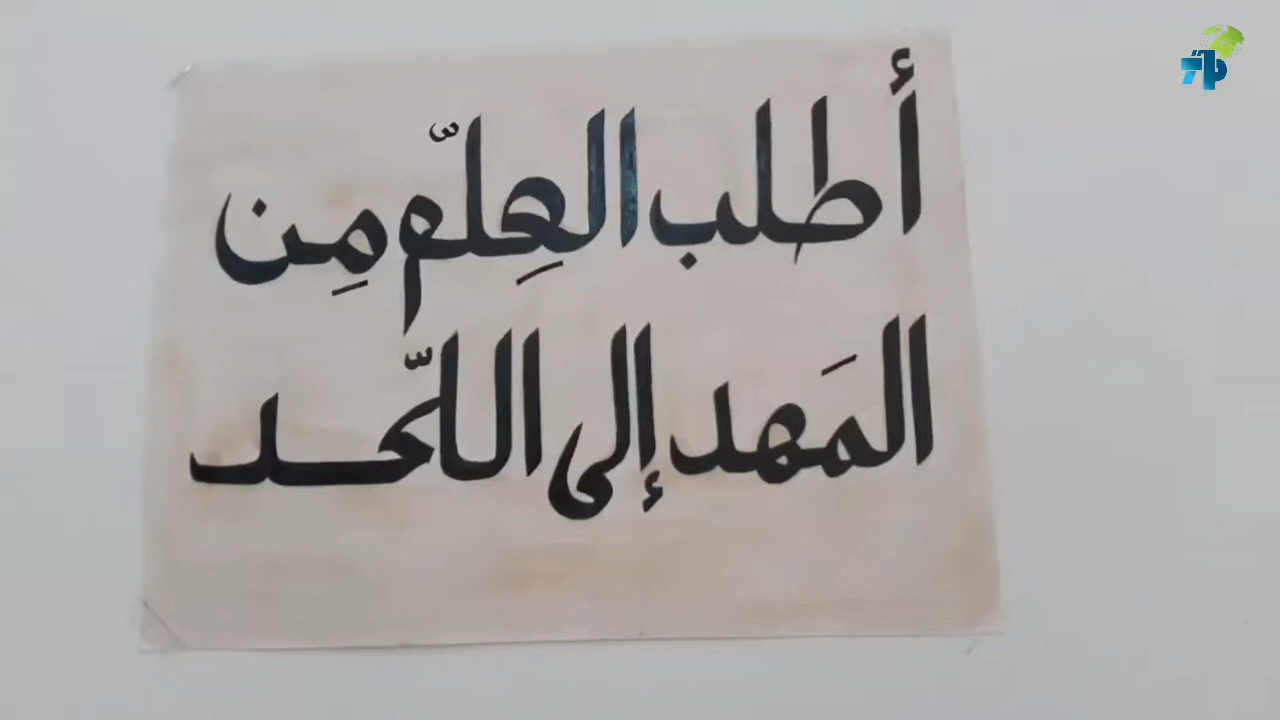 أطلب العِلمّ مِن
المَهد إلى اللّحد